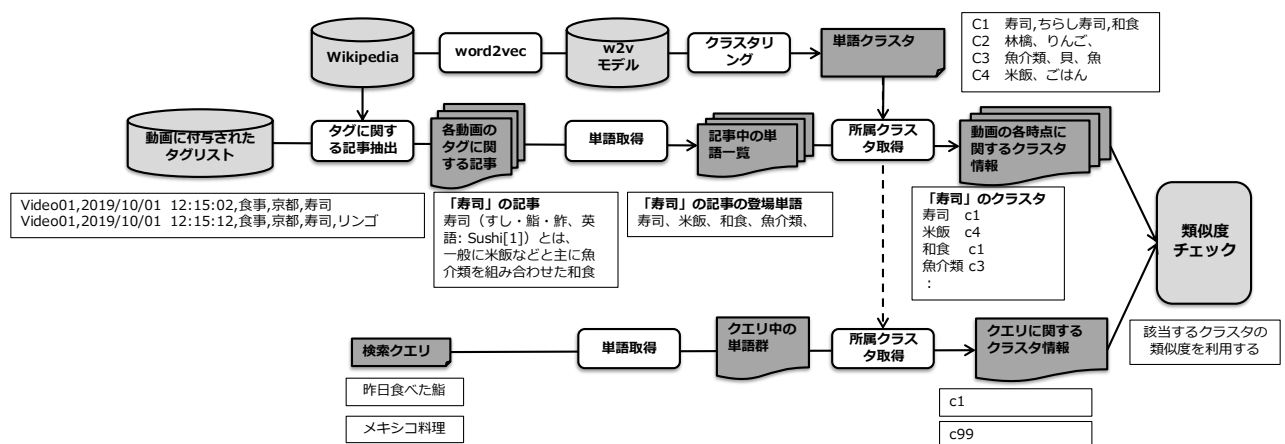 Wikipedia
word2vec
w2v
モデル
クラスタリ
ング
単語クラスタ
C1 寿司,ちらし寿司,和食
C2 林檎、りんご、
C3 魚介類、貝、魚
C4 米飯、ごはん
動画に付与された
タグリスト
タグに関す
る記事抽出
各動画の
タグに関
する記事
単語取得
記事中の単
語一覧
所属クラス
タ取得
動画の各時点に
関するクラスタ
情報
Video01,2019/10/01 12:15:02,食事,京都,寿司
Video01,2019/10/01 12:15:12,食事,京都,寿司,リンゴ
「寿司」の記事
寿司（すし・鮨・鮓、英
語: Sushi[1]）とは、
一般に米飯などと主に魚
介類を組み合わせた和食
「寿司」の記事の登場単語
寿司、米飯、和食、魚介類、
「寿司」のクラスタ
寿司 c1
米飯 c4
和食 c1
魚介類 c3
：
類似度
チェック
検索クエリ
単語取得
クエリ中の
単語群
所属クラス
タ取得
クエリに関する
クラスタ情報
該当するクラスタの
類似度を利用する
昨日食べた鮨
メキシコ料理
c1
c99